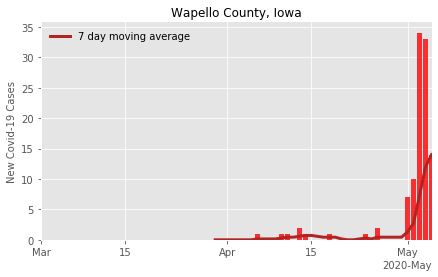 Wapello County, Iowa
7 day moving average
New Covid-19 Cases
35
30
25
20
15
10
5
0
Mar 15 Apr 15 May
2020-May